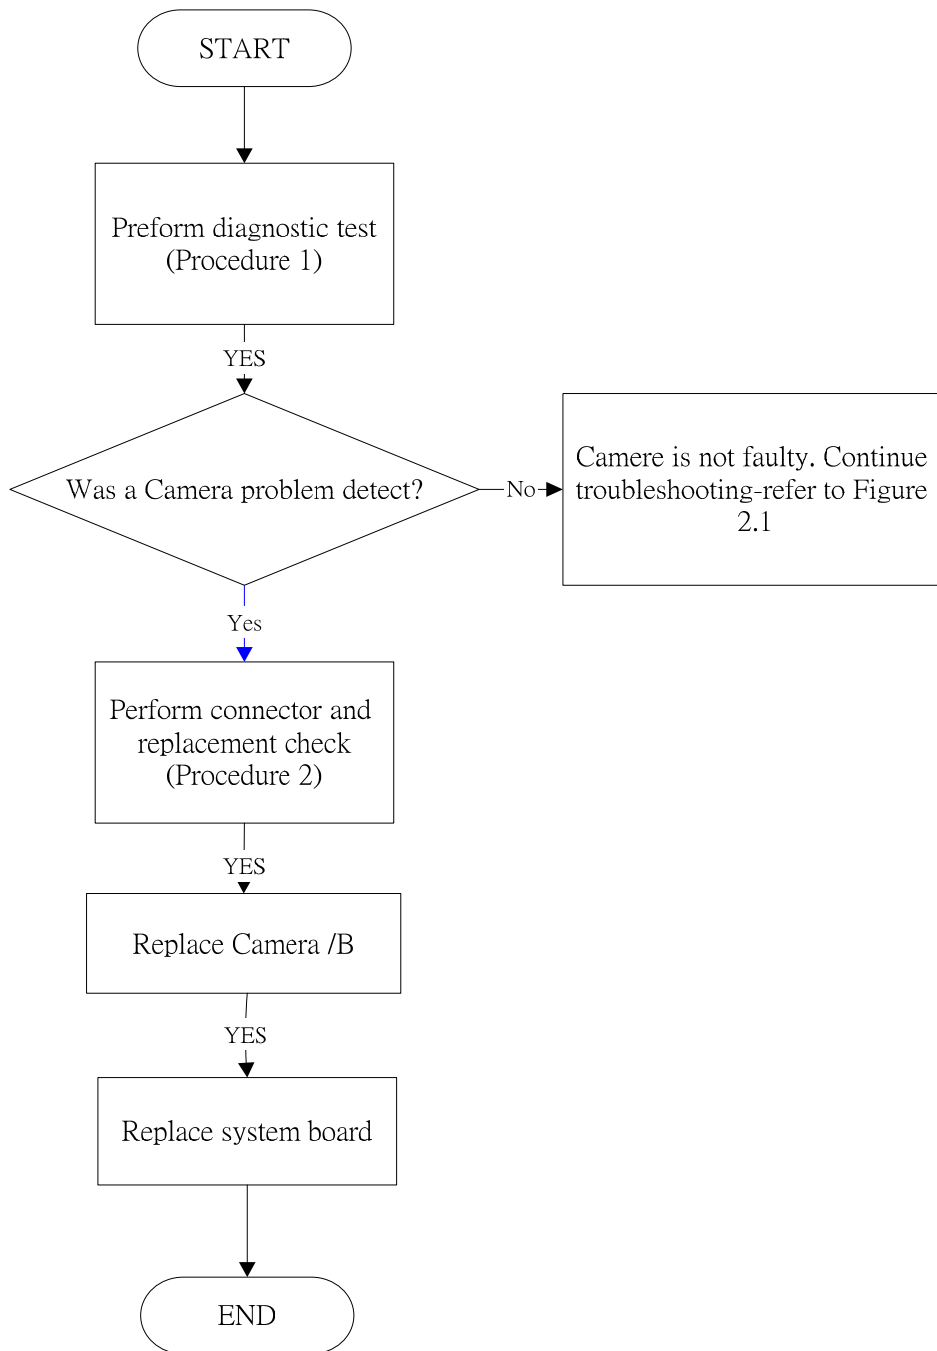 START
Preform diagnostic test
(Procedure 1)
YES
Was a Camera problem detect?
No
Camere is not faulty. Continue
troubleshooting-refer to Figure
2.1
Yes
Perform connector and
replacement check
(Procedure 2)
YES
Replace Camera /B
YES
Replace system board
END